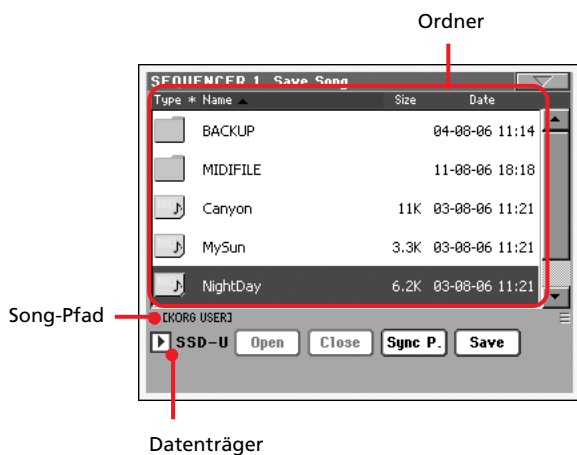 Ordner
SEQUENCER 1 Save Song
Type * Name Size Date
BACKUP 04-08-06 11:14
MIDIFILE 11-08-06 18:18
Canyon 11K 03-08-06 11:21
MySun 3.3K 03-08-06 11:21
NightDay 6.2K 03-08-06 11:21
Song-Pfad
[KORG USER]
SSD-U Open Close Sync P. Save
Datenträger